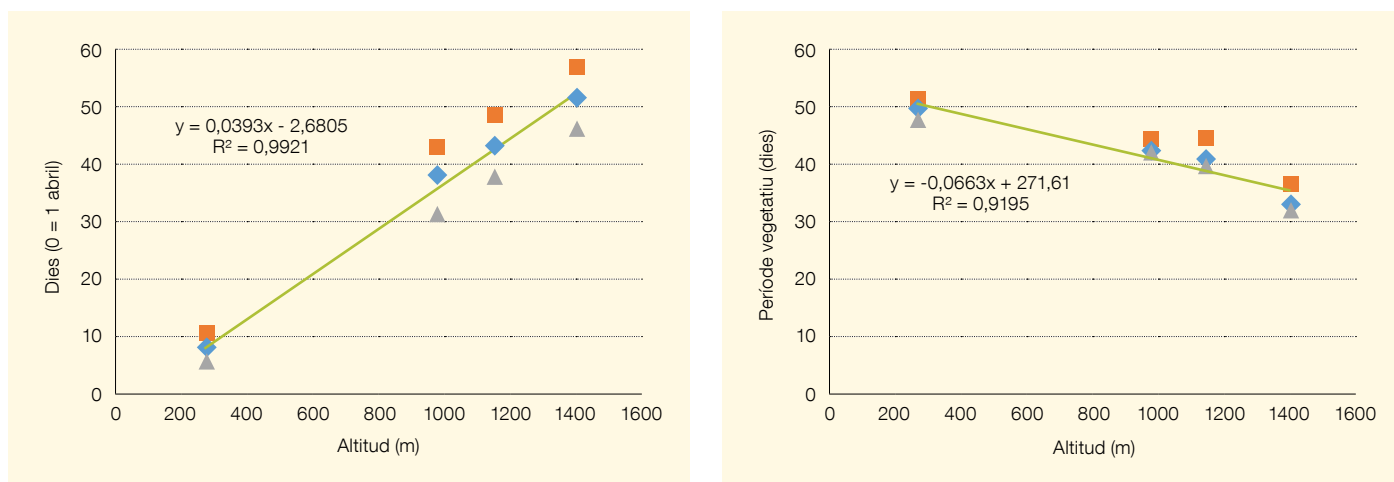 60
50
40
30
20
10
0
Dies (0 = 1 abril)
y = 0,0393x - 2,6805
R² = 0,9921
0 200 400 600 800 1000 1200 1400 1600
Altitud (m)
60
50
40
30
20
10
0
Període vegetatiu (dies)
y = -0,0663x + 271,61
R² = 0,9195
0 200 400 600 800 1000 1200 1400 1600
Altitud (m)